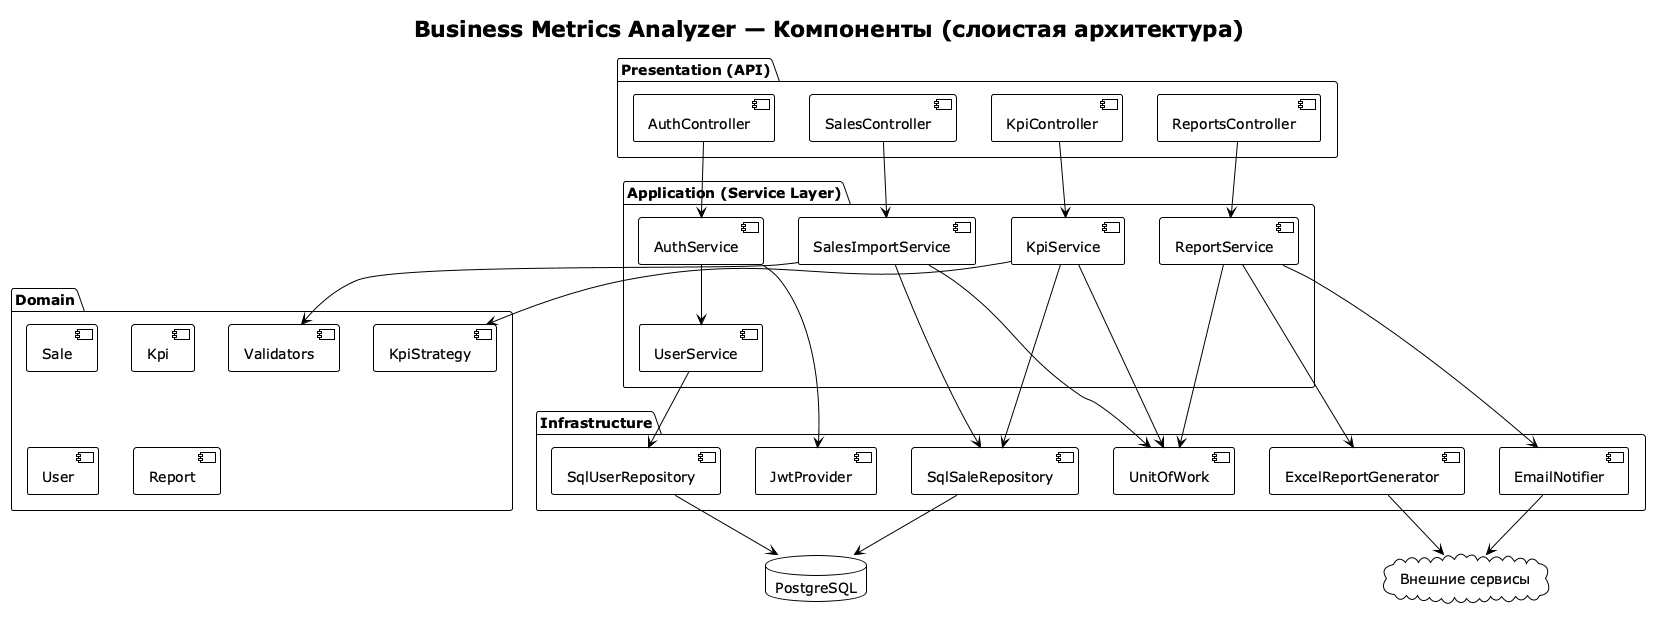 Business Metrics Analyzer — Компоненты (слоистая архитектура)
Presentation (API)
AuthController
SalesController
KpiController
ReportsController
Application (Service Layer)
AuthService
SalesImportService
KpiService
ReportService
Domain
Sale
Kpi
Validators
KpiStrategy
UserService
Infrastructure
User
Report
SqlUserRepository
JwtProvider
SqlSaleRepository
UnitOfWork
ExcelReportGenerator
EmailNotifier
PostgreSQL
Внешние сервисы